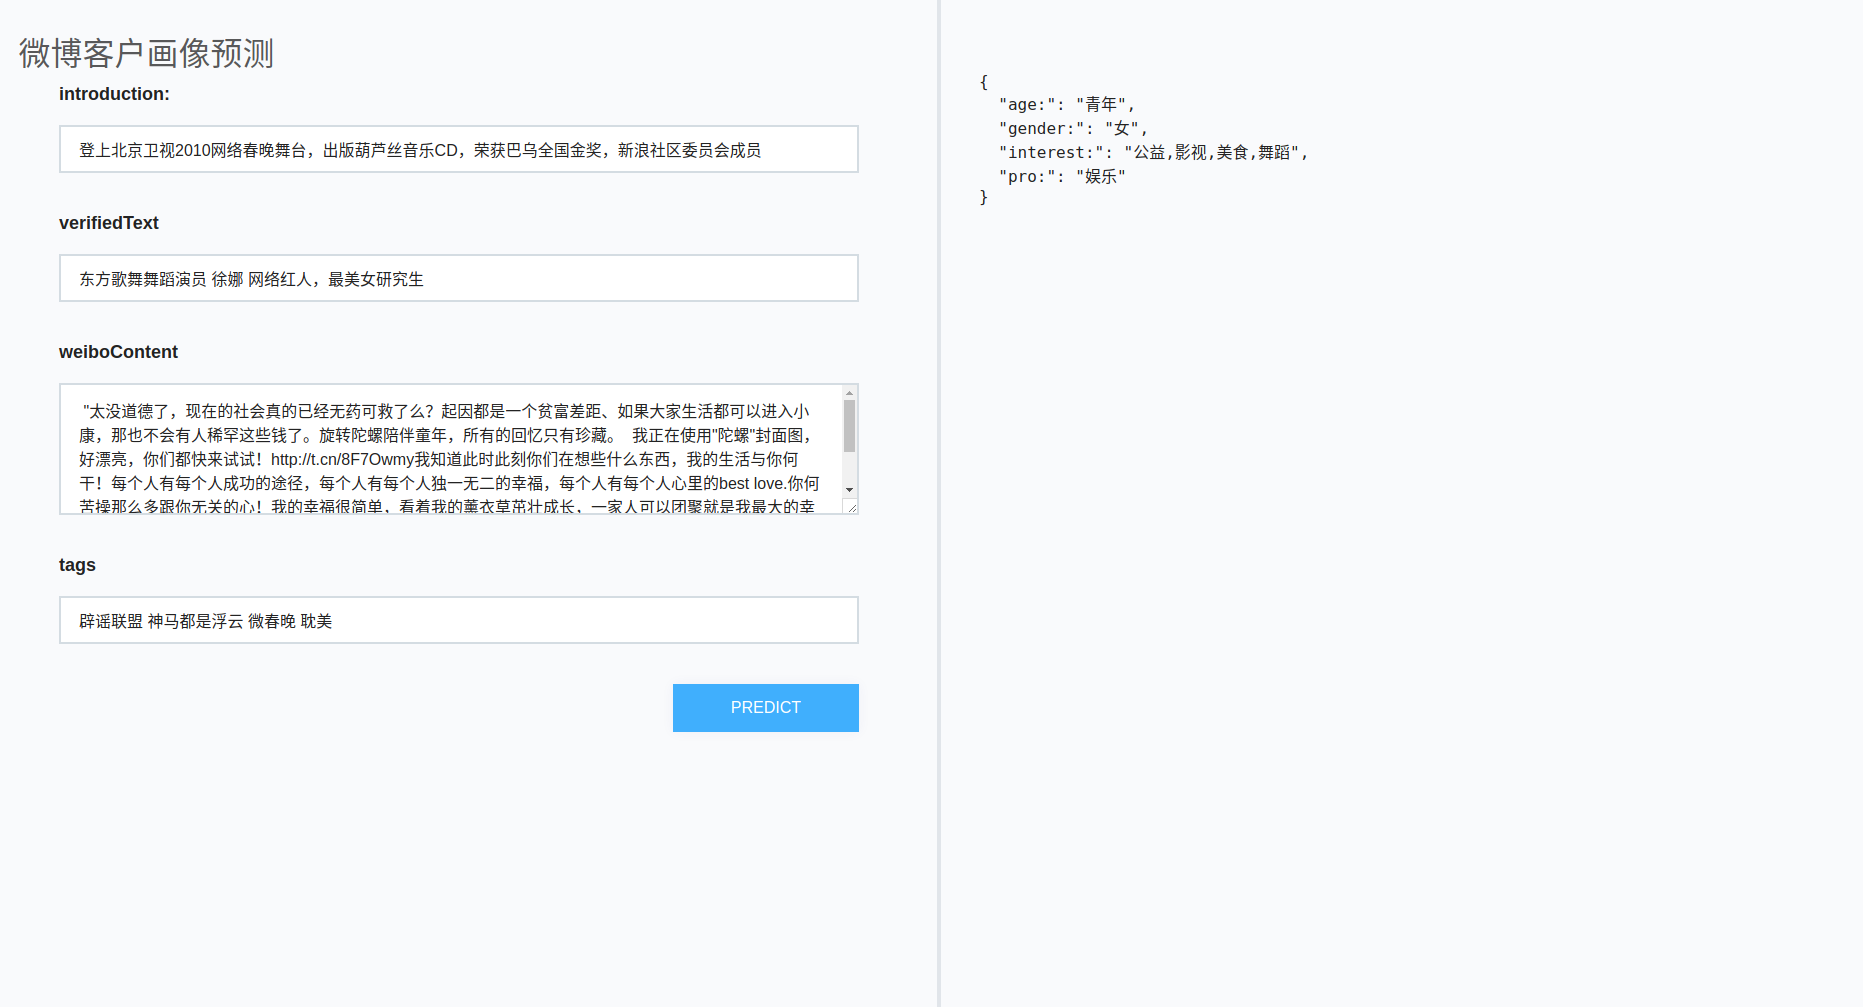 微博客户画像预测
introduction:
登上北京卫视2010网络春晚舞台，出版葫芦丝音乐CD，荣获巴乌全国金奖，新浪社区委员会成员
verifiedText
东方歌舞舞蹈演员 徐娜 网络红人，最美女研究生
weiboContent
"太没道德了，现在的社会真的已经无药可救了么？起因都是一个贫富差距、如果大家生活都可以进入小
康，那也不会有人稀罕这些钱了。旋转陀螺陪伴童年，所有的回忆只有珍藏。 我正在使用"陀螺"封面图，
好漂亮，你们都快来试试！http://t.cn/8F7Owmy我知道此时此刻你们在想些什么东西，我的生活与你何
干！每个人有每个人成功的途径，每个人有每个人独一无二的幸福，每个人有每个人心里的best love.你何
苦操那么多跟你无关的心！我的幸福很简单，看着我的薰衣草茁壮成长，一家人可以团聚就是我最大的幸
tags
辟谣联盟 神马都是浮云 微春晚 耽美
PREDICT
{
"age:": "青年",
"gender:": "女",
"interest:": "公益,影视,美食,舞蹈",
"pro:": "娱乐"
}